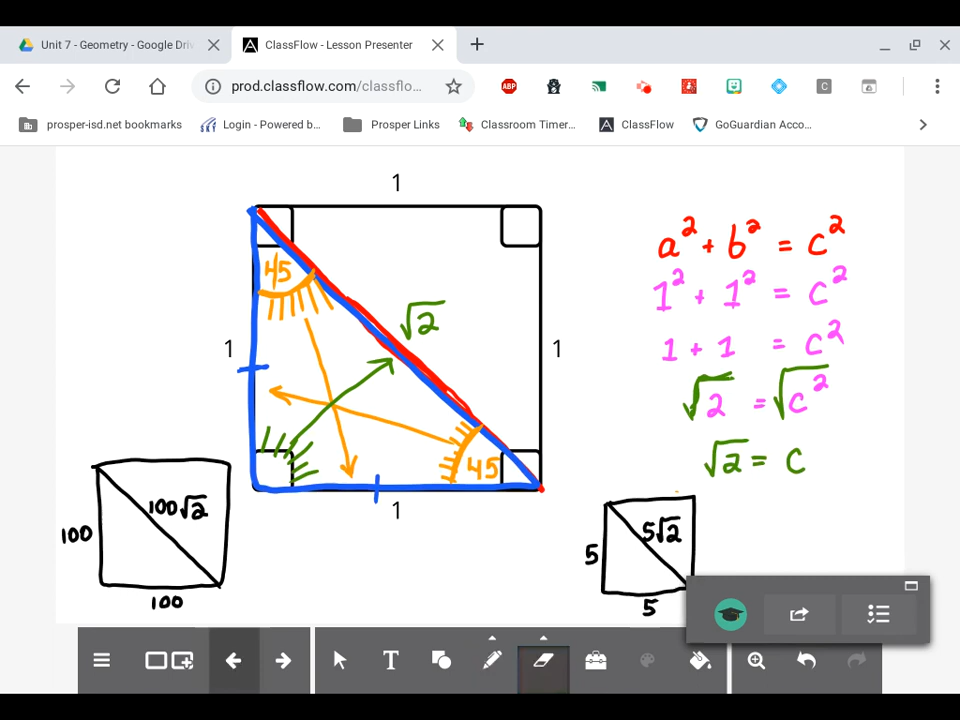 Unit 7 - Geometry - Google Driv
ClassFlow - Lesson Presenter
prod.classflow.com/classflo...
ABP
C
prosper-isd.net bookmarks
Login - Powered b...
Prosper Links
Classroom Timer...
ClassFlow
GoGuardian Acco...
1
a² + b² = c²
45
1² + 1² = c²
√2
1
1
1 + 1 = c²
√2 = √c²
45
√2 = c
1
100√2
100
100
5√2
5
5
T